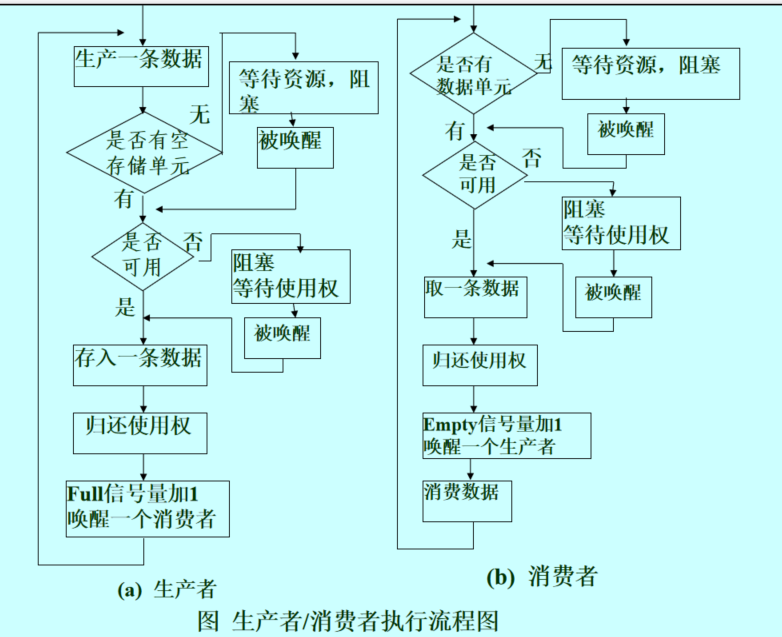 生产一条数据
无
等待资源，阻
塞
是否有空
存储单元
被唤醒
有
是否
可用
否
阻塞
等待使用权
是
被唤醒
存入一条数据
归还使用权
Full信号量加1
唤醒一个消费者
(a) 生产者
是否有
数据单元
无
等待资源，阻塞
有
被唤醒
是否
可用
否
阻塞
等待使用权
是
取一条数据
被唤醒
归还使用权
Empty信号量加1
唤醒一个生产者
消费数据
(b) 消费者
图 生产者/消费者执行流程图